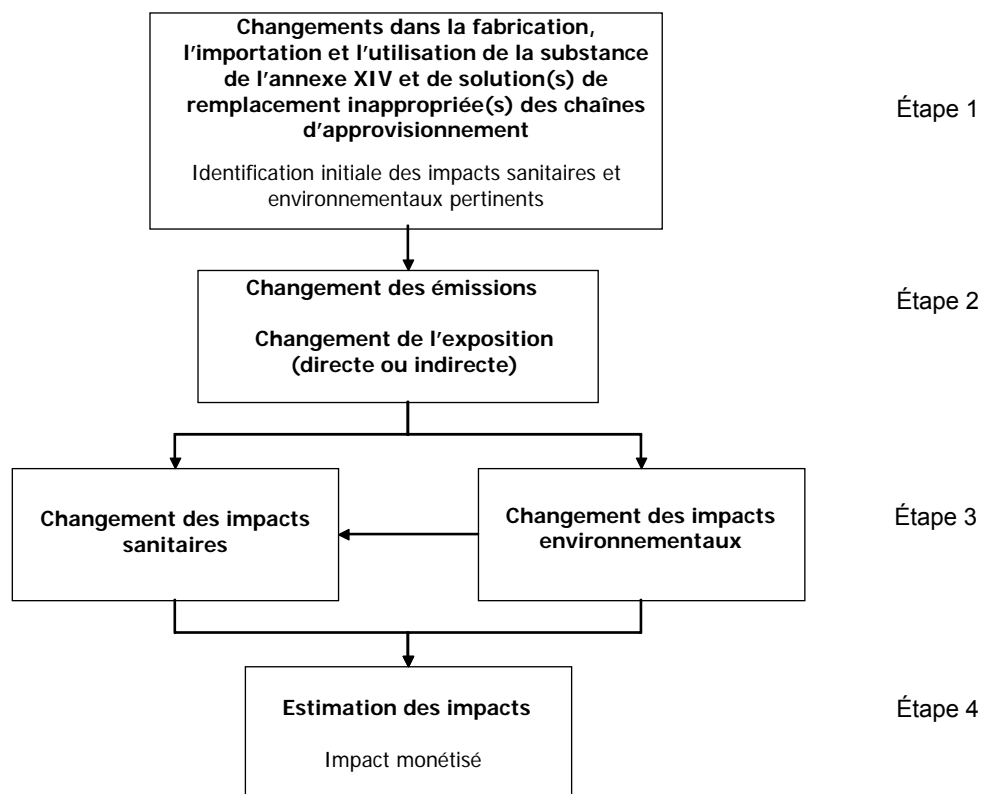 Changements dans la fabrication,
l'importation et l'utilisation de la substance
de l'annexe XIV et de solution(s) de
remplacement inappropriée(s) des chaînes
d'approvisionnement
Identification initiale des impacts sanitaires et
environnementaux pertinents
Étape 1
Changement des émissions
Changement de l'exposition
(directe ou indirecte)
Étape 2
Changement des impacts
sanitaires
Changement des impacts
environnementaux
Étape 3
Estimation des impacts
Impact monétisé
Étape 4